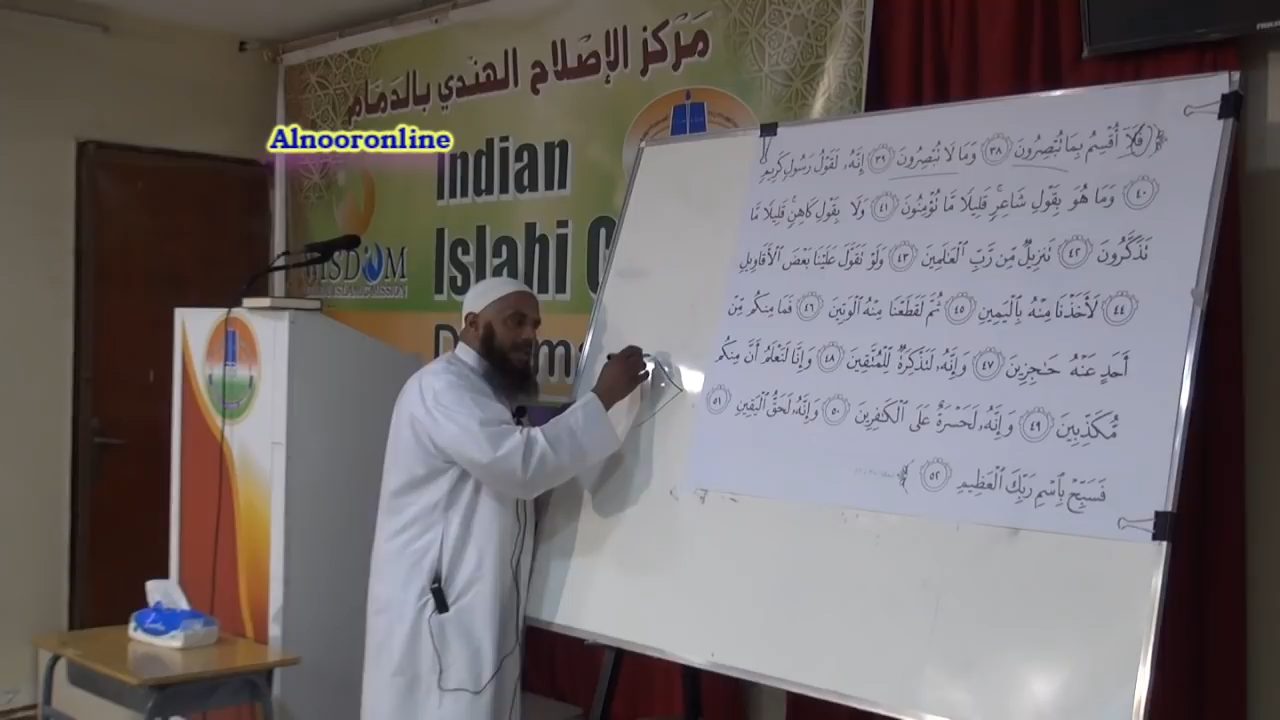 مركز الإصلاح الهندي بالدمام
Alnooronline
Indian
Islahi C
WISDOM
﴿ فَلَا أُقْسِمُ بِمَا تُبْصِرُونَ ٣٨ وَمَا لَا تُبْصِرُونَ ٣٩ إِنَّهُ لَقَوْلُ رَسُولٍ كَرِيمٍ
٤٠ وَمَا هُوَ بِقَوْلِ شَاعِرٍ قَلِيلًا مَّا تُؤْمِنُونَ ٤١ وَلَا بِقَوْلِ كَاهِنٍ قَلِيلًا مَّا
تَذَكَّرُونَ ٤٢ تَنزِيلٌ مِّن رَّبِّ الْعَالَمِينَ ٤٣ وَلَوْ تَقَوَّلَ عَلَيْنَا بَعْضَ الْأَقَاوِيلِ
٤٤ لَأَخَذْنَا مِنْهُ بِالْيَمِينِ ٤٥ ثُمَّ لَقَطَعْنَا مِنْهُ الْوَتِينَ ٤٦ فَمَا مِنكُم مِّنْ
أَحَدٍ عَنْهُ حَاجِزِينَ ٤٧ وَإِنَّهُ لَتَذْكِرَةٌ لِّلْمُتَّقِينَ ٤٨ وَإِنَّا لَنَعْلَمُ أَنَّ مِنكُم
مُّكَذِّبِينَ ٤٩ وَإِنَّهُ لَحَسْرَةٌ عَلَى الْكَافِرِينَ ٥٠ وَإِنَّهُ لَحَقُّ الْيَقِينِ ٥١
فَسَبِّحْ بِاسْمِ رَبِّكَ الْعَظِيمِ ٥٢ ﴾